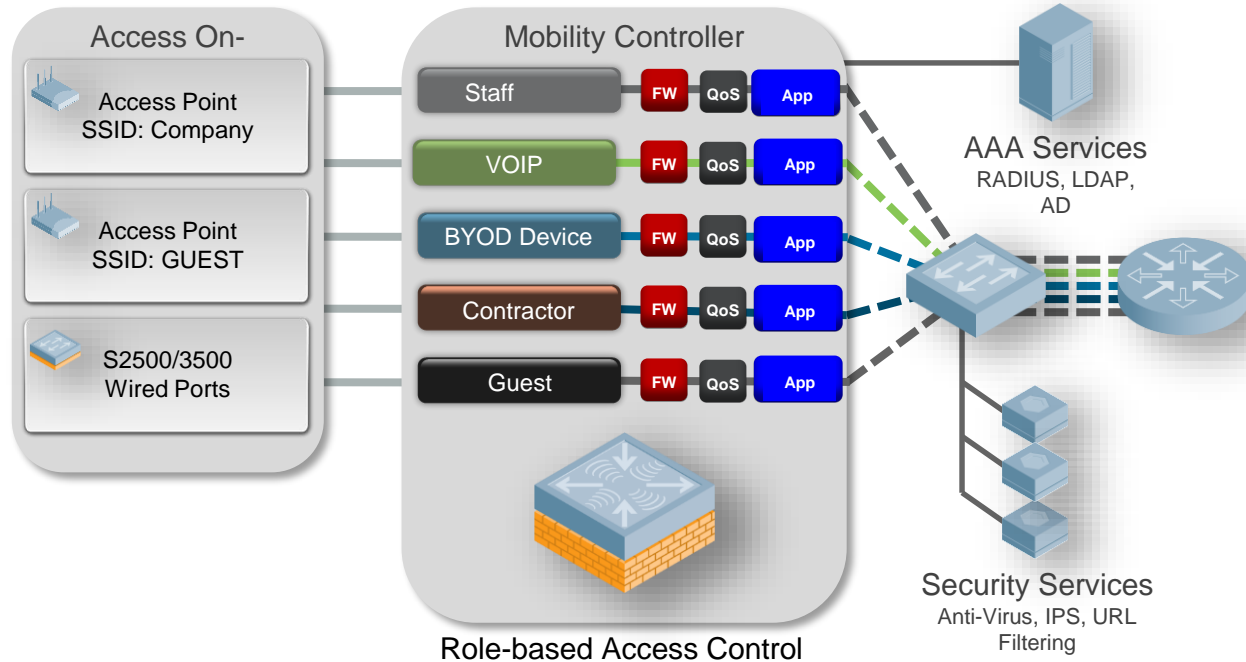 Access On-
Access Point
SSID: Company
Access Point
SSID: GUEST
S2500/3500
Wired Ports
Mobility Controller
Staff FW QoS App
VOIP FW QoS App
BYOD Device FW QoS App
Contractor FW QoS App
Guest FW QoS App
Role-based Access Control
AAA Services
RADIUS, LDAP,
AD
Security Services
Anti-Virus, IPS, URL
Filtering